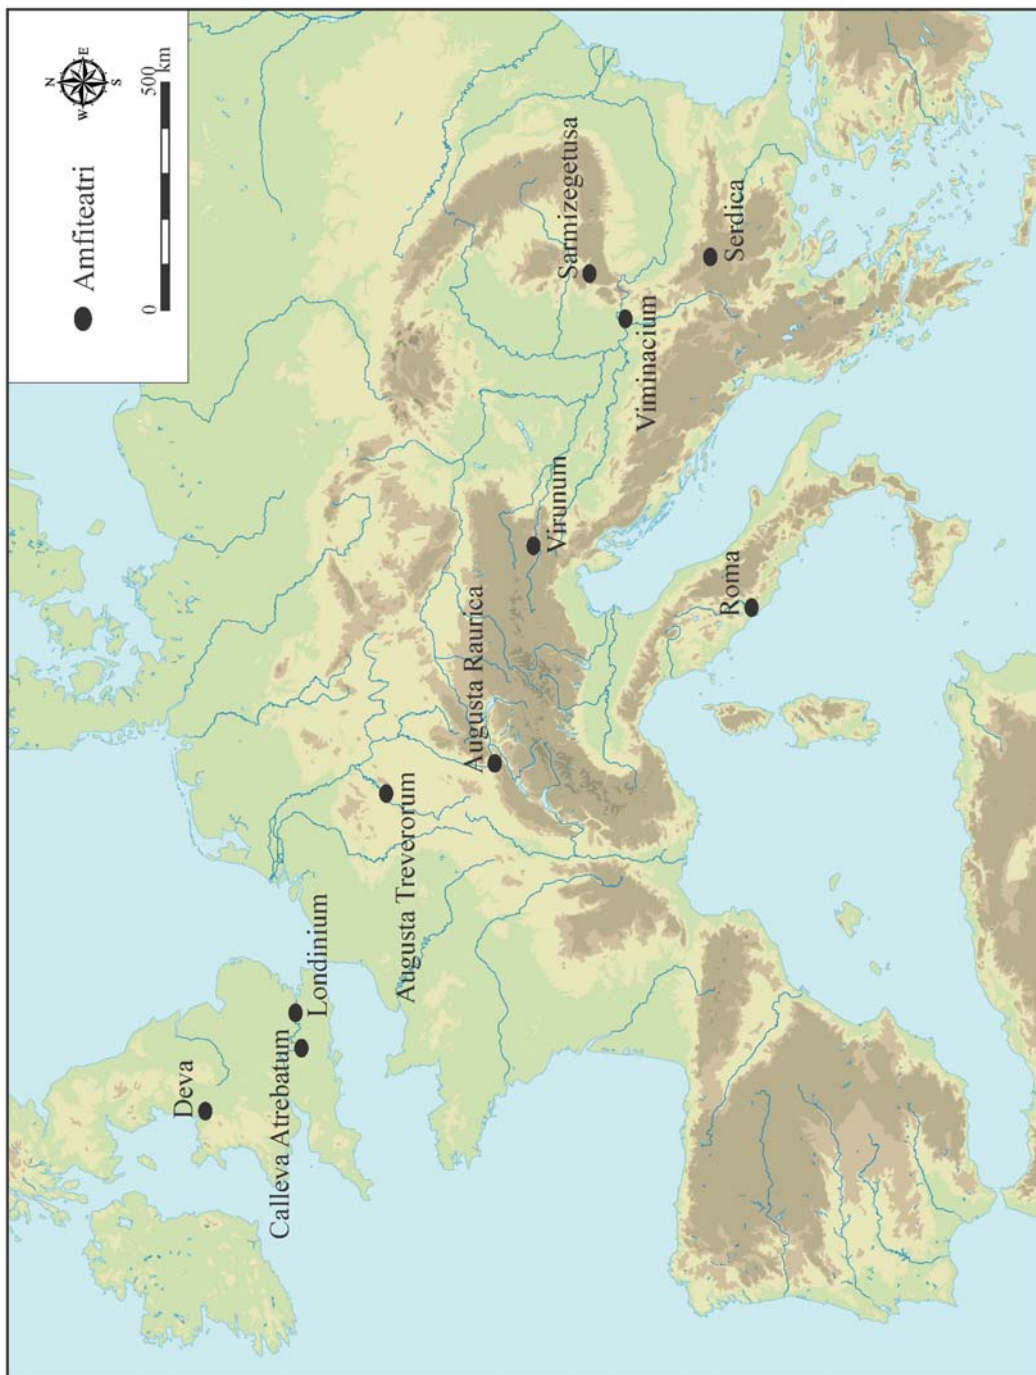 Deva
Calleva Atrebatum
Londinium
Augusta Treverorum
Augusta Raurica
Virunum
Roma
Viminacium
Sarmizegetusa
Serdica
Amfiteatri
0
500 km
N
W
E
S